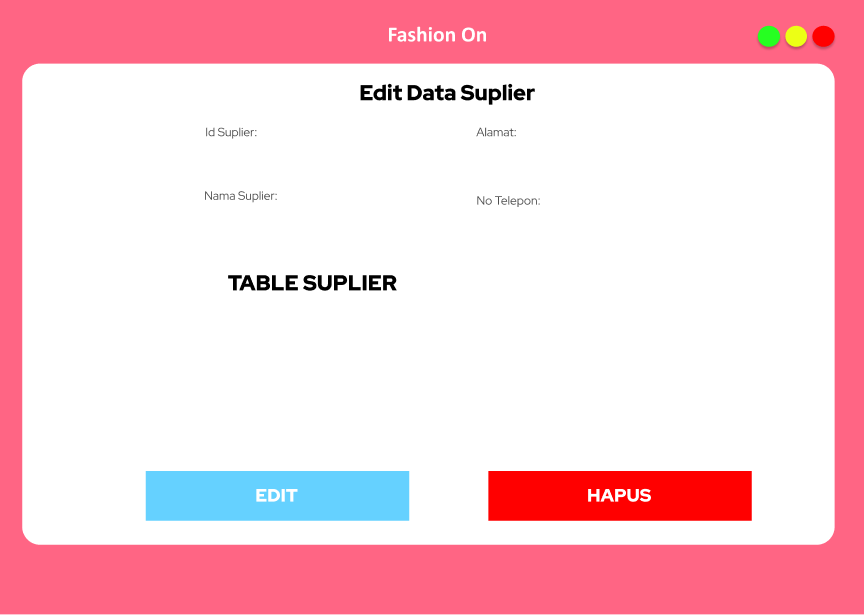 Fashion On
Edit Data Suplier
Id Suplier:
Alamat:
Nama Suplier:
No Telepon:
TABLE SUPLIER
EDIT
HAPUS